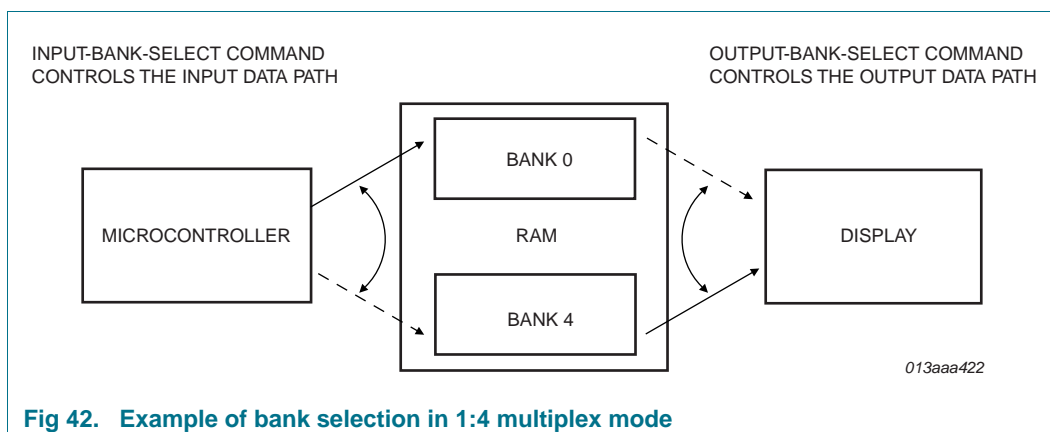 INPUT-BANK-SELECT COMMAND
CONTROLS THE INPUT DATA PATH
OUTPUT-BANK-SELECT COMMAND
CONTROLS THE OUTPUT DATA PATH
BANK 0
MICROCONTROLLER
RAM
DISPLAY
BANK 4
013aaa422
Fig 42. Example of bank selection in 1:4 multiplex mode